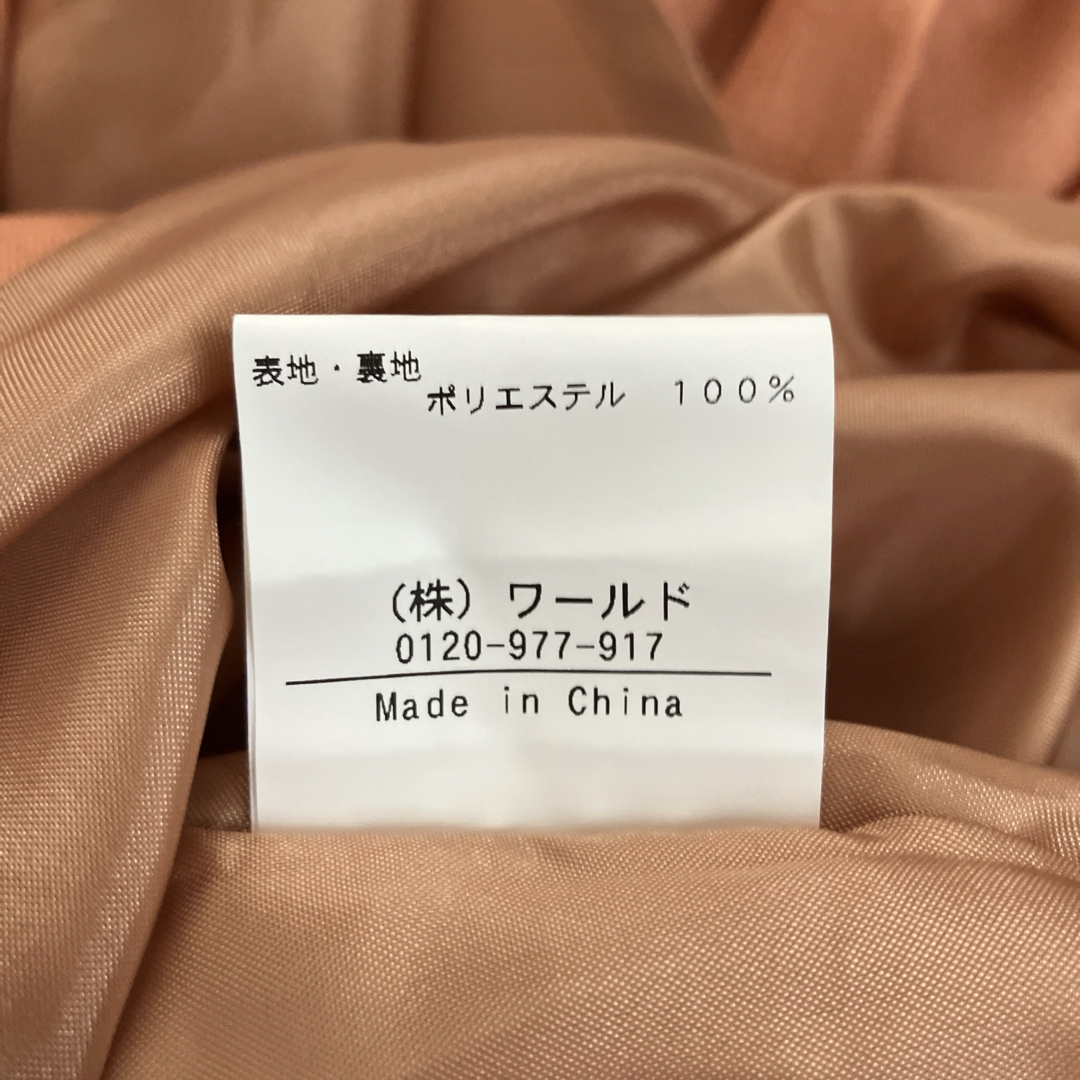 表地・裏地
ポリエステル　１００％
（株）ワールド
0120-977-917
Made in China